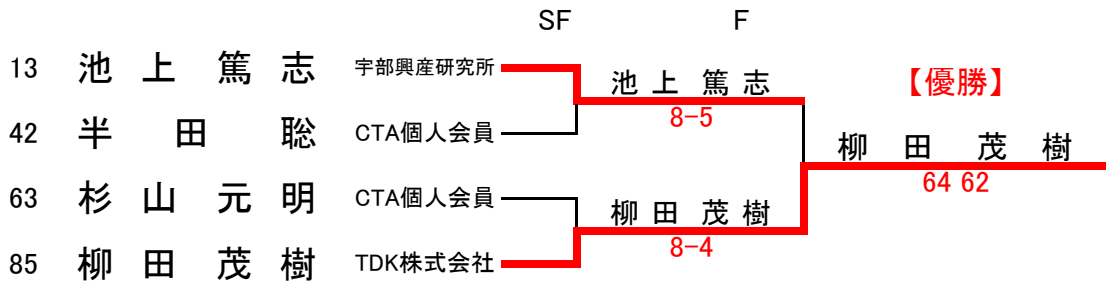 SF F
13 池上 篤志 宇部興産研究所
池上 篤志
【優勝】
8-5
42 半田 聡 CTA個人会員
柳田 茂樹
64 62
63 杉山 元明 CTA個人会員
柳田 茂樹
8-4
85 柳田 茂樹 TDK株式会社